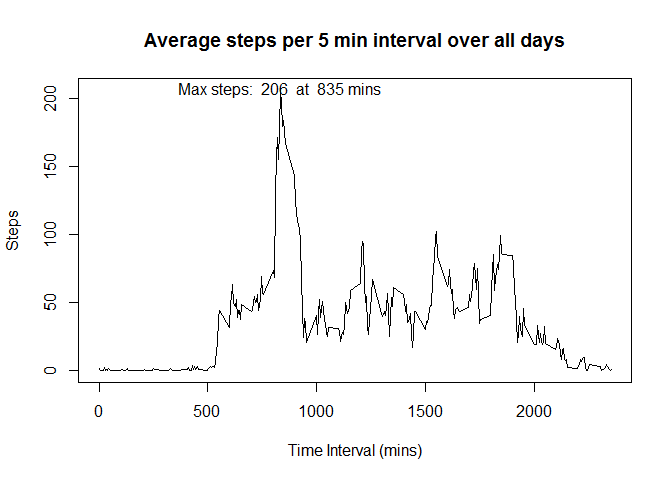 Average steps per 5 min interval over all days
Max steps:  206  at  835 mins
200
150
100
50
0
Steps
0 500 1000 1500 2000
Time Interval (mins)